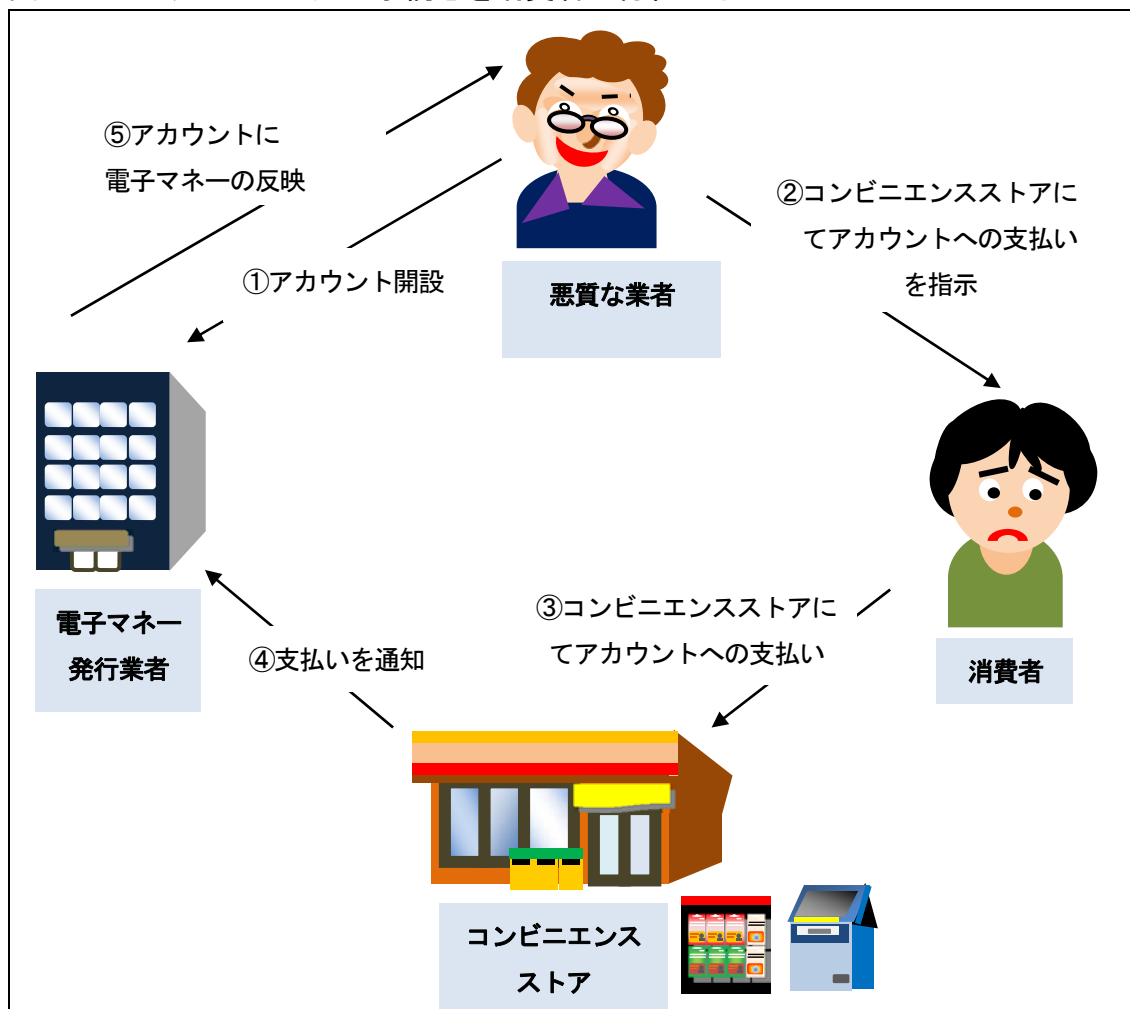 ⑤アカウントに
電子マネーの反映
①アカウント開設
悪質な業者
②コンビニエンスストアに
てアカウントへの支払い
を指示
電子マネー
発行業者
④支払いを通知
③コンビニエンスストアに
てアカウントへの支払い
消費者
コンビニエンス
ストア